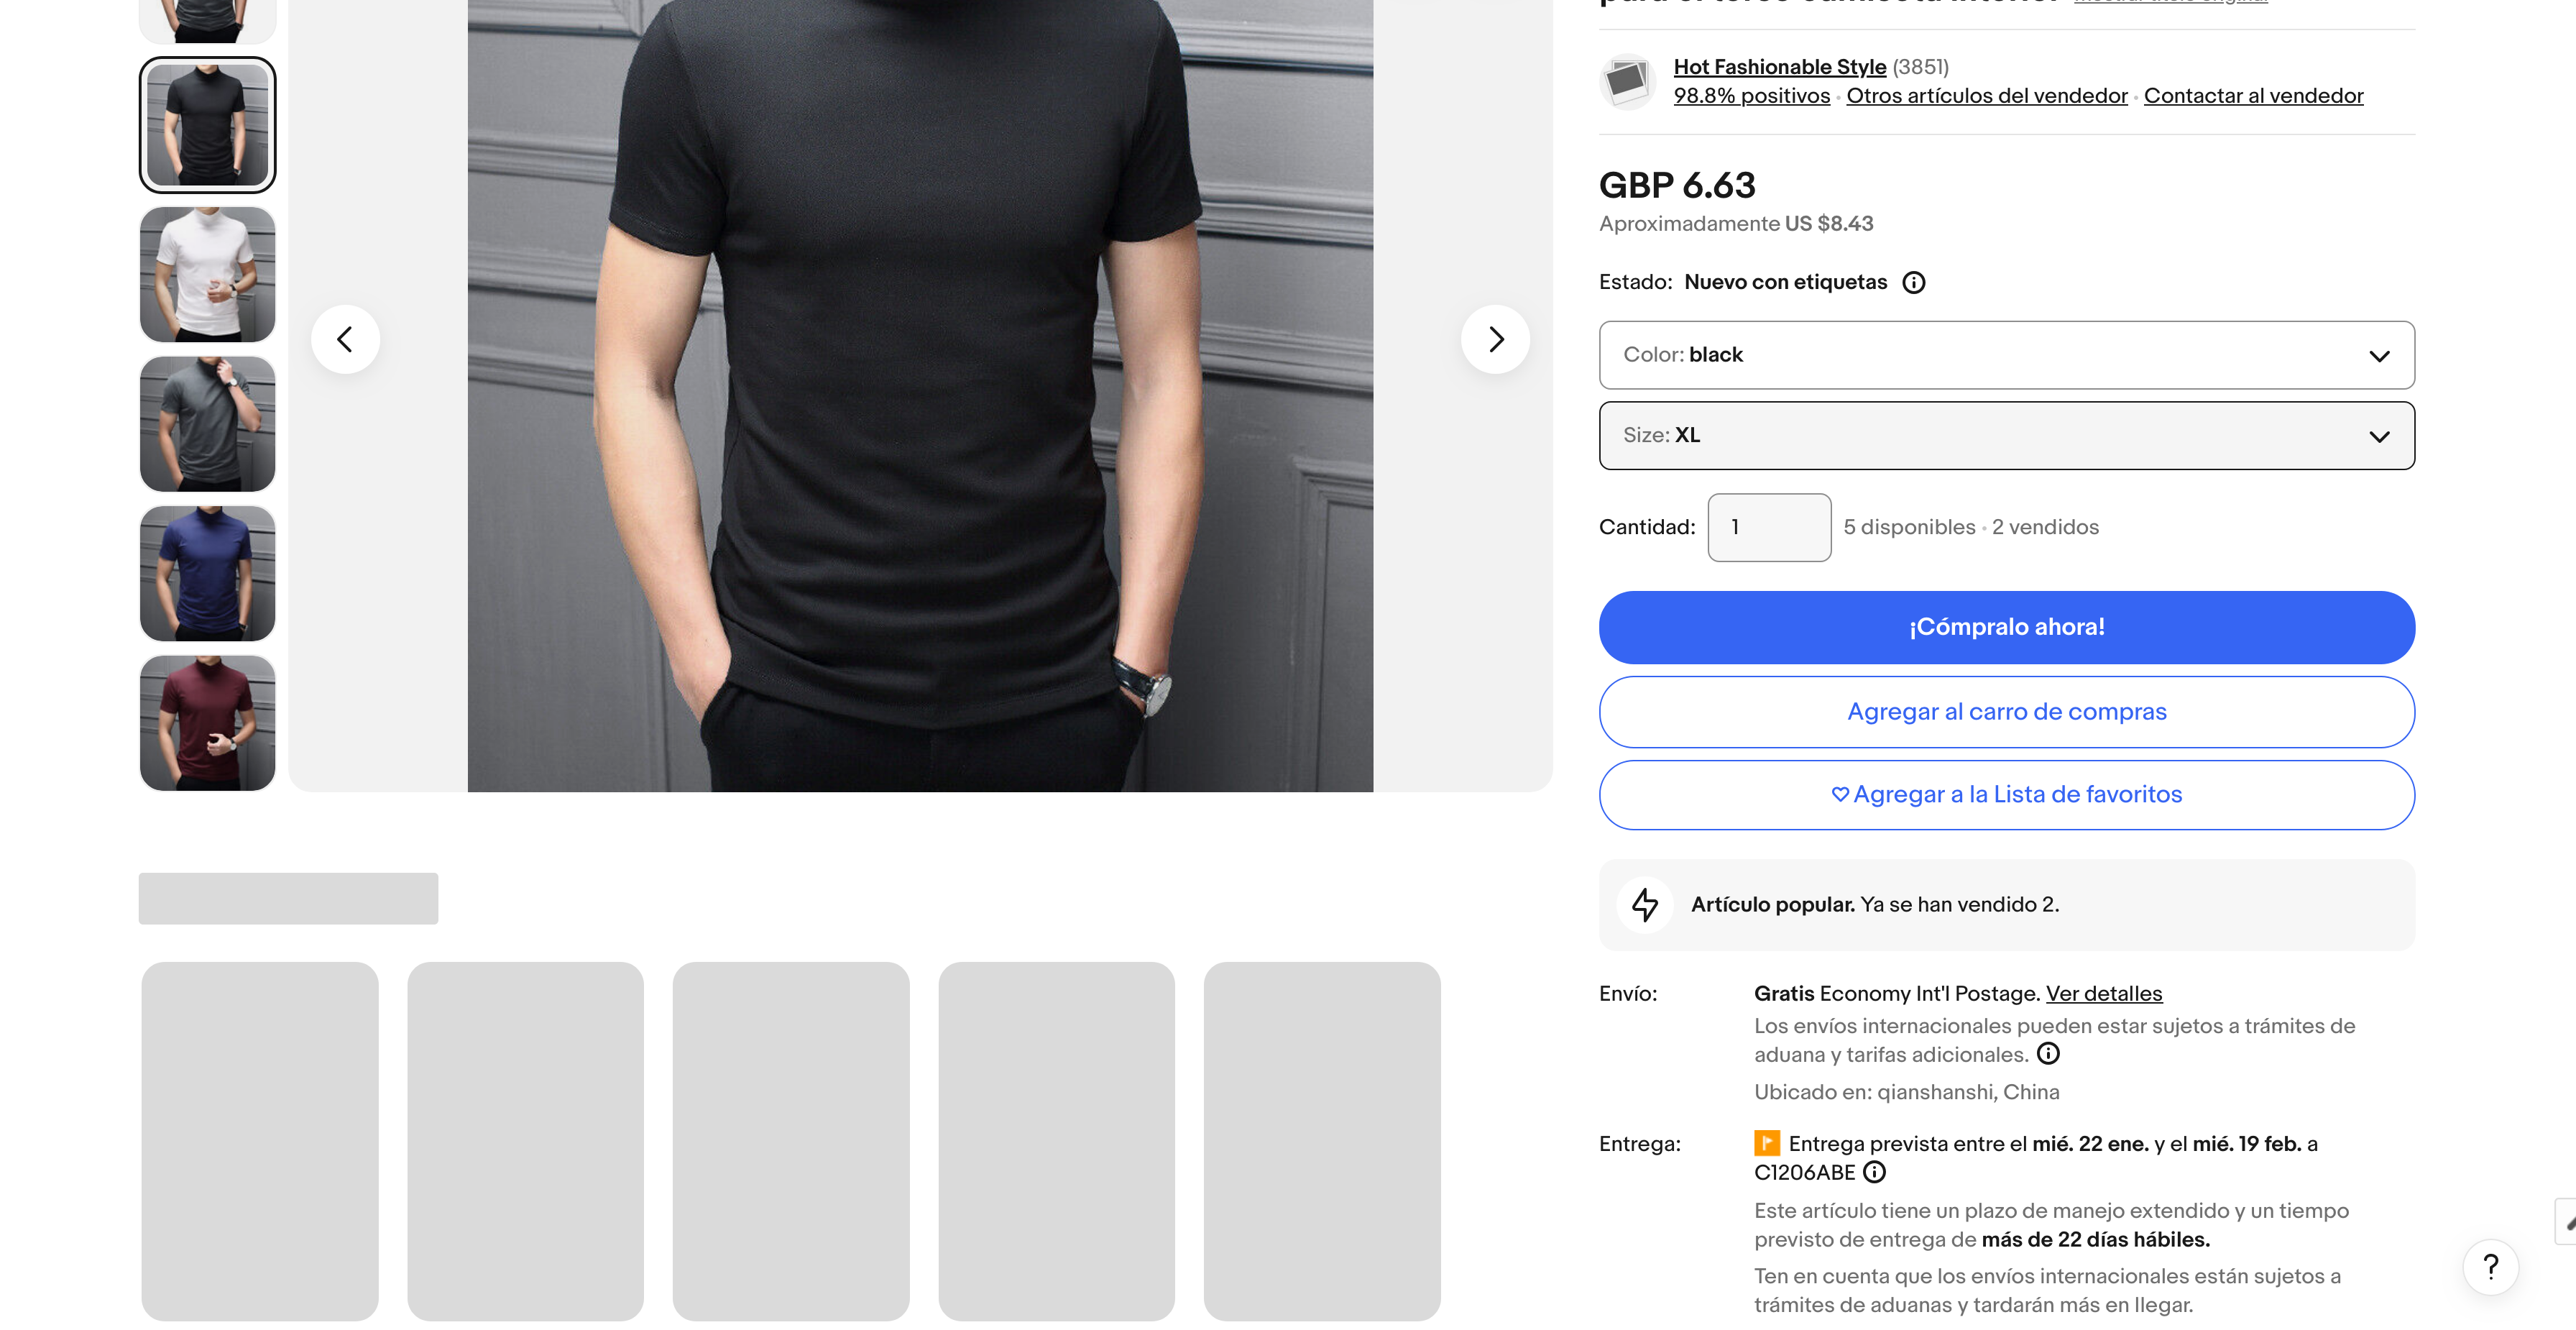 Hot Fashionable Style (3851)
98.8% positivos • Otros artículos del vendedor • Contactar al vendedor
GBP 6.63
Aproximadamente US $8.43
Estado: Nuevo con etiquetas
Color: black
Size: XL
Cantidad: 1 5 disponibles • 2 vendidos
¡Cómpralo ahora!
Agregar al carro de compras
Agregar a la Lista de favoritos
Artículo popular. Ya se han vendido 2.
Envío: Gratis Economy Int'l Postage. Ver detalles
Los envíos internacionales pueden estar sujetos a trámites de
aduana y tarifas adicionales.
Ubicado en: qianshanshi, China
Entrega: Entrega prevista entre el mié. 22 ene. y el mié. 19 feb. a
C1206ABE
Este artículo tiene un plazo de manejo extendido y un tiempo
previsto de entrega de más de 22 días hábiles.
Ten en cuenta que los envíos internacionales están sujetos a
trámites de aduanas y tardarán más en llegar.
?